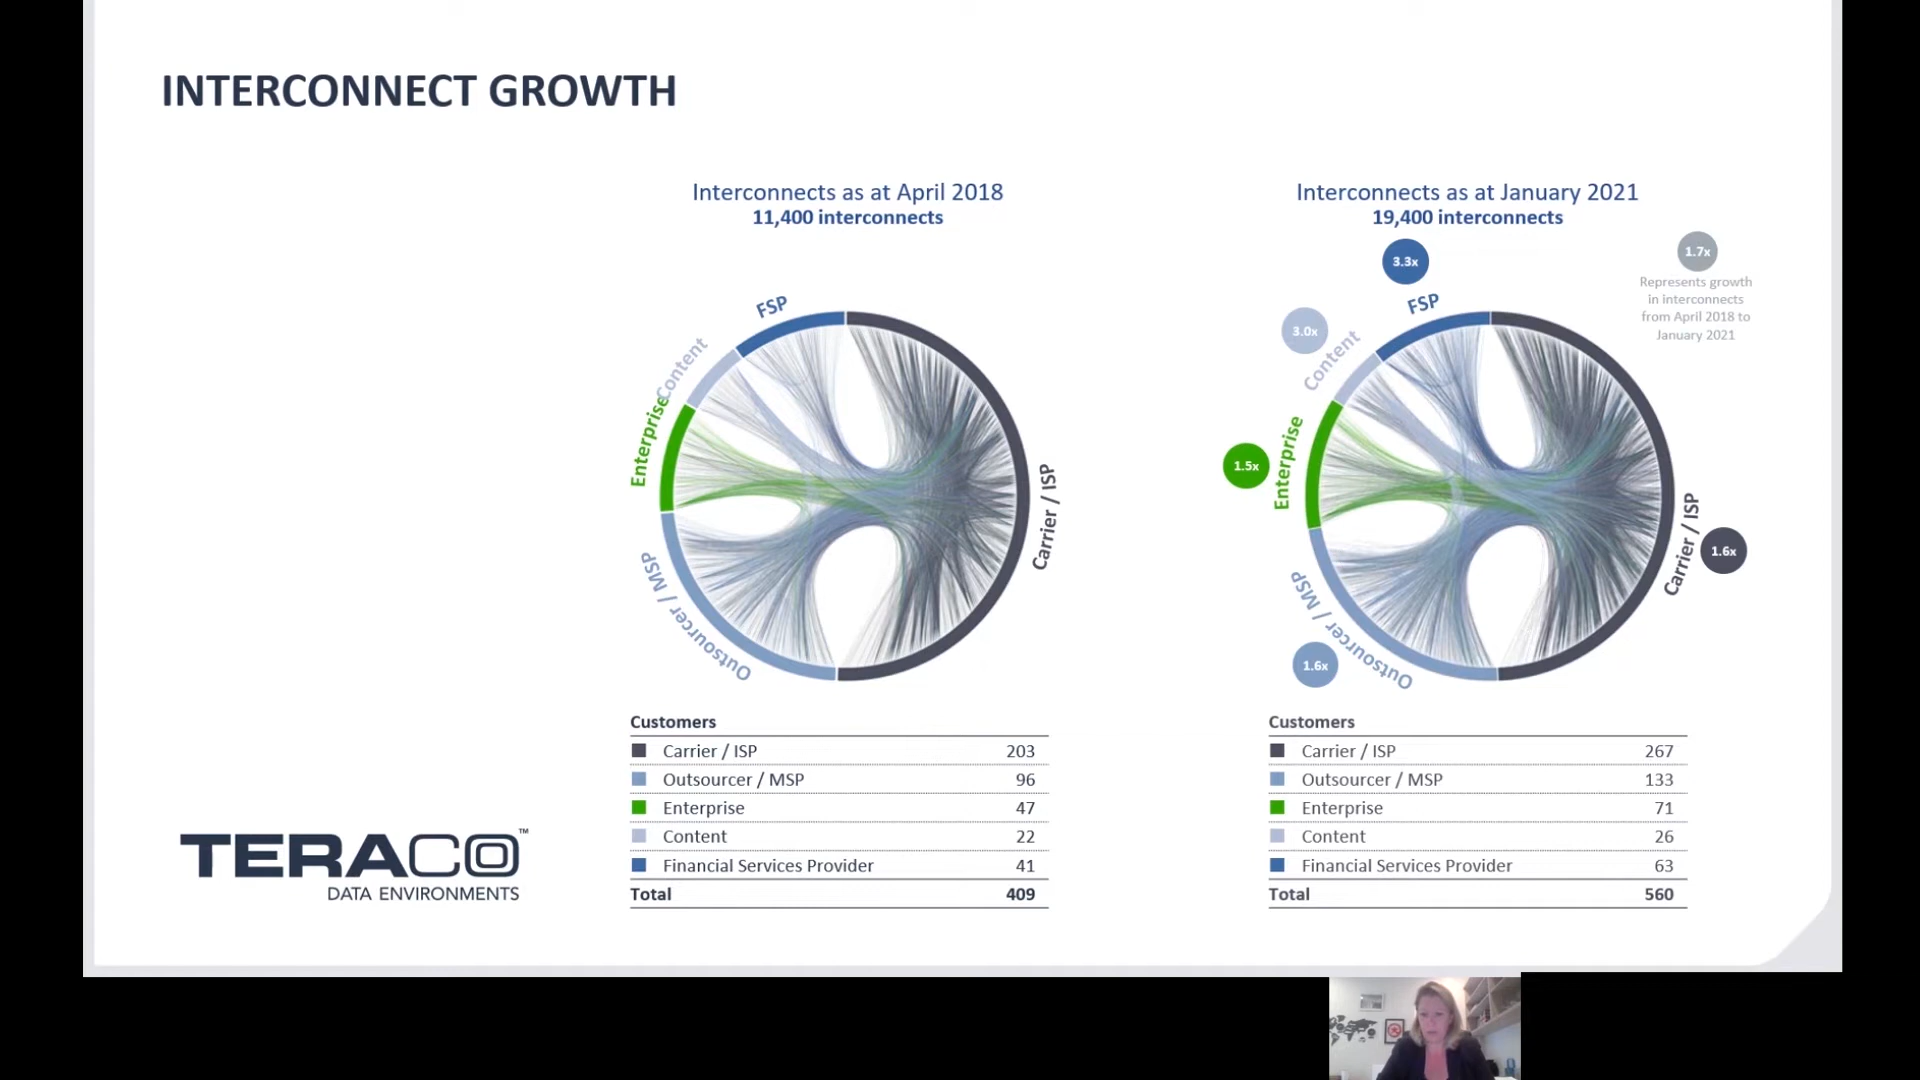 INTERCONNECT GROWTH
Interconnects as at April 2018
11,400 interconnects
FSP
Content
Enterprise
Outsourcer / MSP
Carrier / ISP
Customers
Carrier / ISP 203
Outsourcer / MSP 96
Enterprise 47
Content 22
Financial Services Provider 41
Total 409
Interconnects as at January 2021
19,400 interconnects
1.7x
Represents growth
in interconnects
from April 2018 to
January 2021
3.3x
FSP
3.0x
Content
1.5x
Enterprise
Carrier / ISP
1.6x
Outsourcer / MSP
1.6x
Customers
Carrier / ISP 267
Outsourcer / MSP 133
Enterprise 71
Content 26
Financial Services Provider 63
Total 560
TERACO™
DATA ENVIRONMENTS